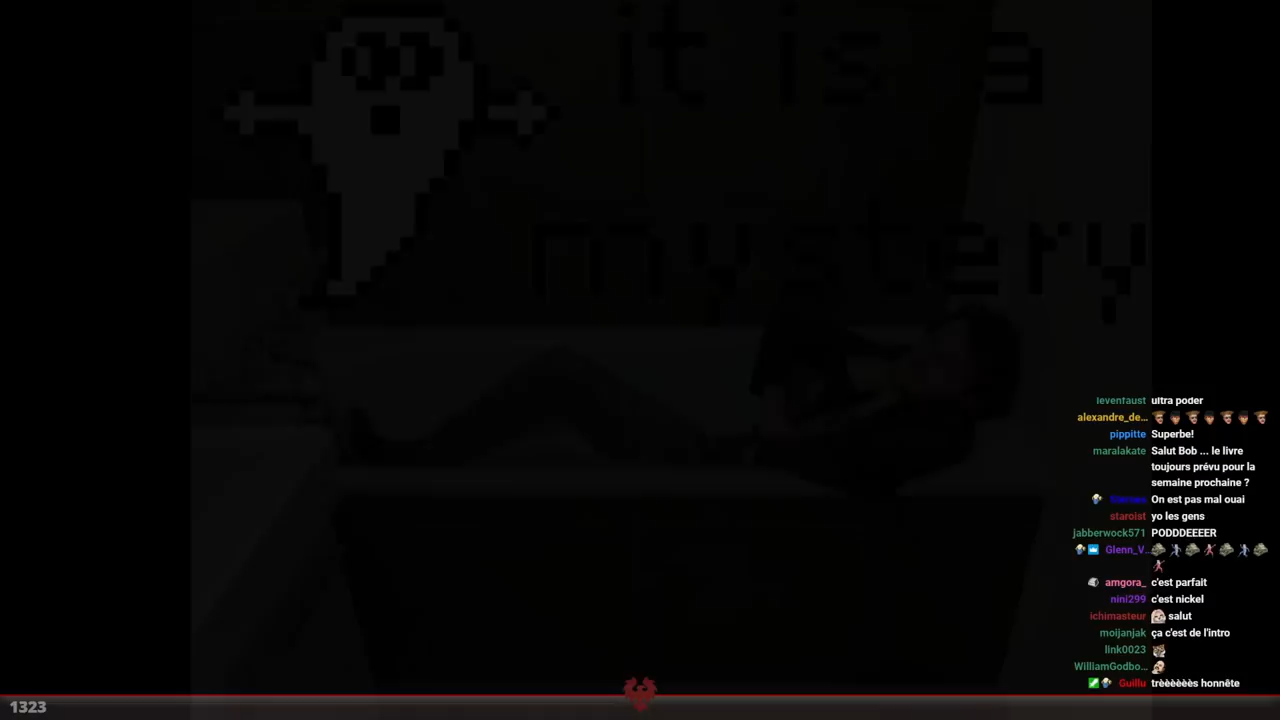 it is a
mystery
levenfaust ultra poder
alexandre_de...
pippitte Superbe!
maralakate Salut Bob ... le livre
toujours prévu pour la
semaine prochaine ?
On est pas mal ouai
staroist yo les gens
jabberwock571 PODDDEEEER
Glenn_V...
amgora_ c'est parfait
nini299 c'est nickel
ichimasteur salut
moijanjak ça c'est de l'intro
link0023
WilliamGodbo...
Guillu trèèèèèès honnête
1323